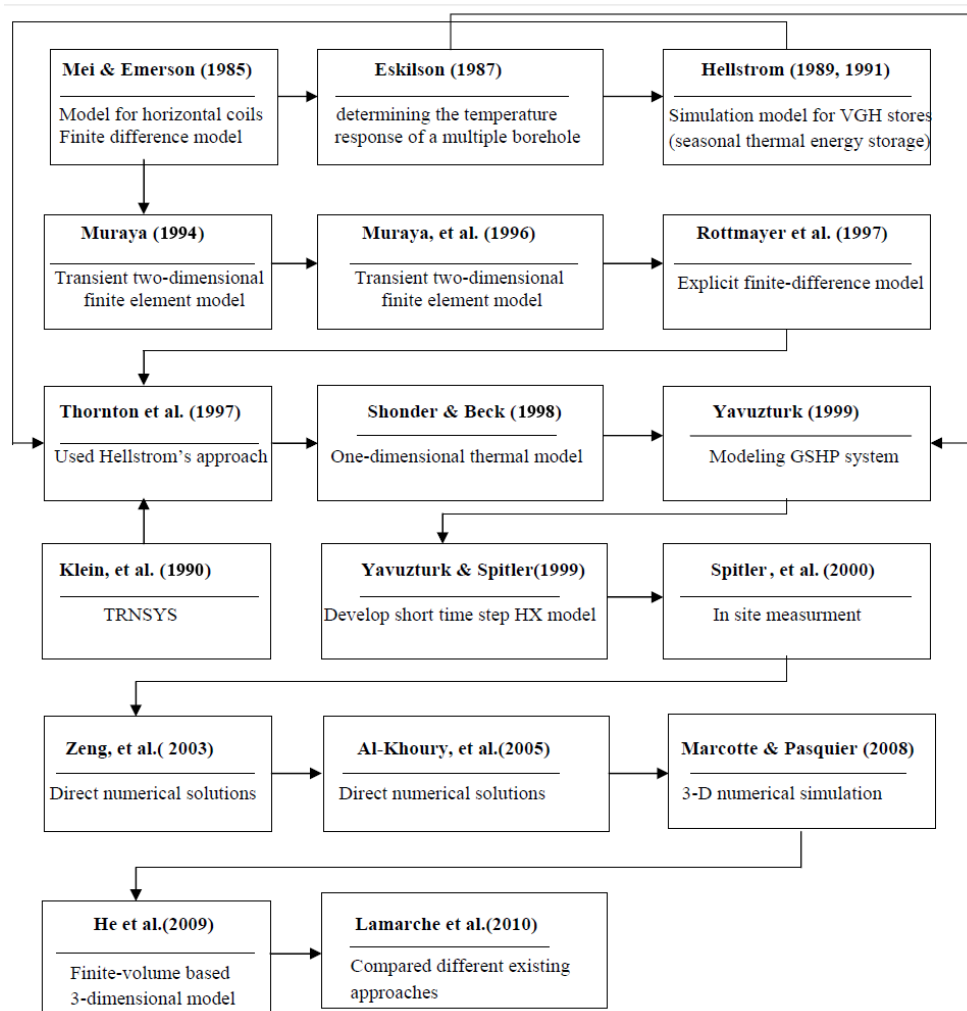 Mei & Emerson (1985)
Model for horizontal coils
Finite difference model
Eskilson (1987)
determining the temperature
response of a multiple borehole
Hellstrom (1989, 1991)
Simulation model for VGH stores
(seasonal thermal energy storage)
Muraya (1994)
Transient two-dimensional
finite element model
Muraya, et al. (1996)
Transient two-dimensional
finite element model
Rottmayer et al. (1997)
Explicit finite-difference model
Thornton et al. (1997)
Used Hellstrom's approach
Shonder & Beck (1998)
One-dimensional thermal model
Yavuzturk (1999)
Modeling GSHP system
Klein, et al. (1990)
TRNSYS
Yavuzturk & Spitler(1999)
Develop short time step HX model
Spitler, et al. (2000)
In site measurment
Zeng, et al.( 2003)
Direct numerical solutions
Al-Khoury, et al.(2005)
Direct numerical solutions
Marcotte & Pasquier (2008)
3-D numerical simulation
He et al.(2009)
Finite-volume based
3-dimensional model
Lamarche et al.(2010)
Compared different existing
approaches